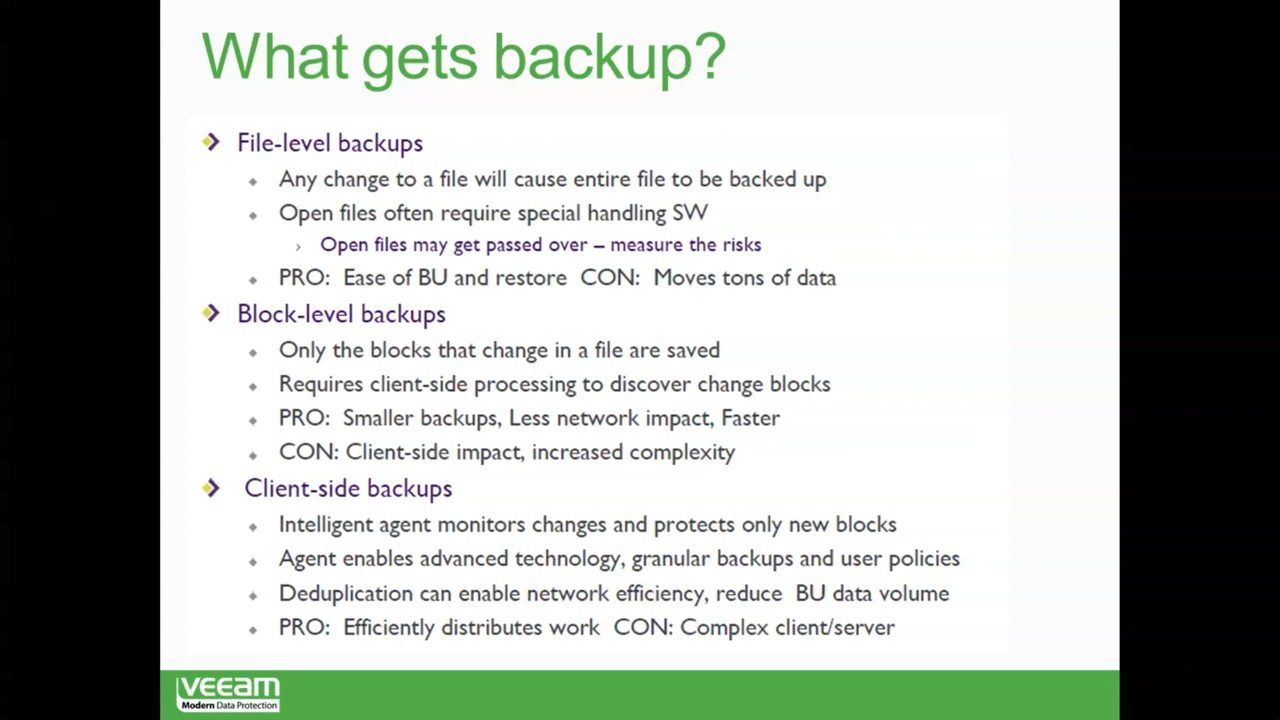 What gets backup?
File-level backups
Any change to a file will cause entire file to be backed up
Open files often require special handling SW
Open files may get passed over – measure the risks
PRO: Ease of BU and restore CON: Moves tons of data
Block-level backups
Only the blocks that change in a file are saved
Requires client-side processing to discover change blocks
PRO: Smaller backups, Less network impact, Faster
CON: Client-side impact, increased complexity
Client-side backups
Intelligent agent monitors changes and protects only new blocks
Agent enables advanced technology, granular backups and user policies
Deduplication can enable network efficiency, reduce BU data volume
PRO: Efficiently distributes work CON: Complex client/server
veeam
Modern Data Protection